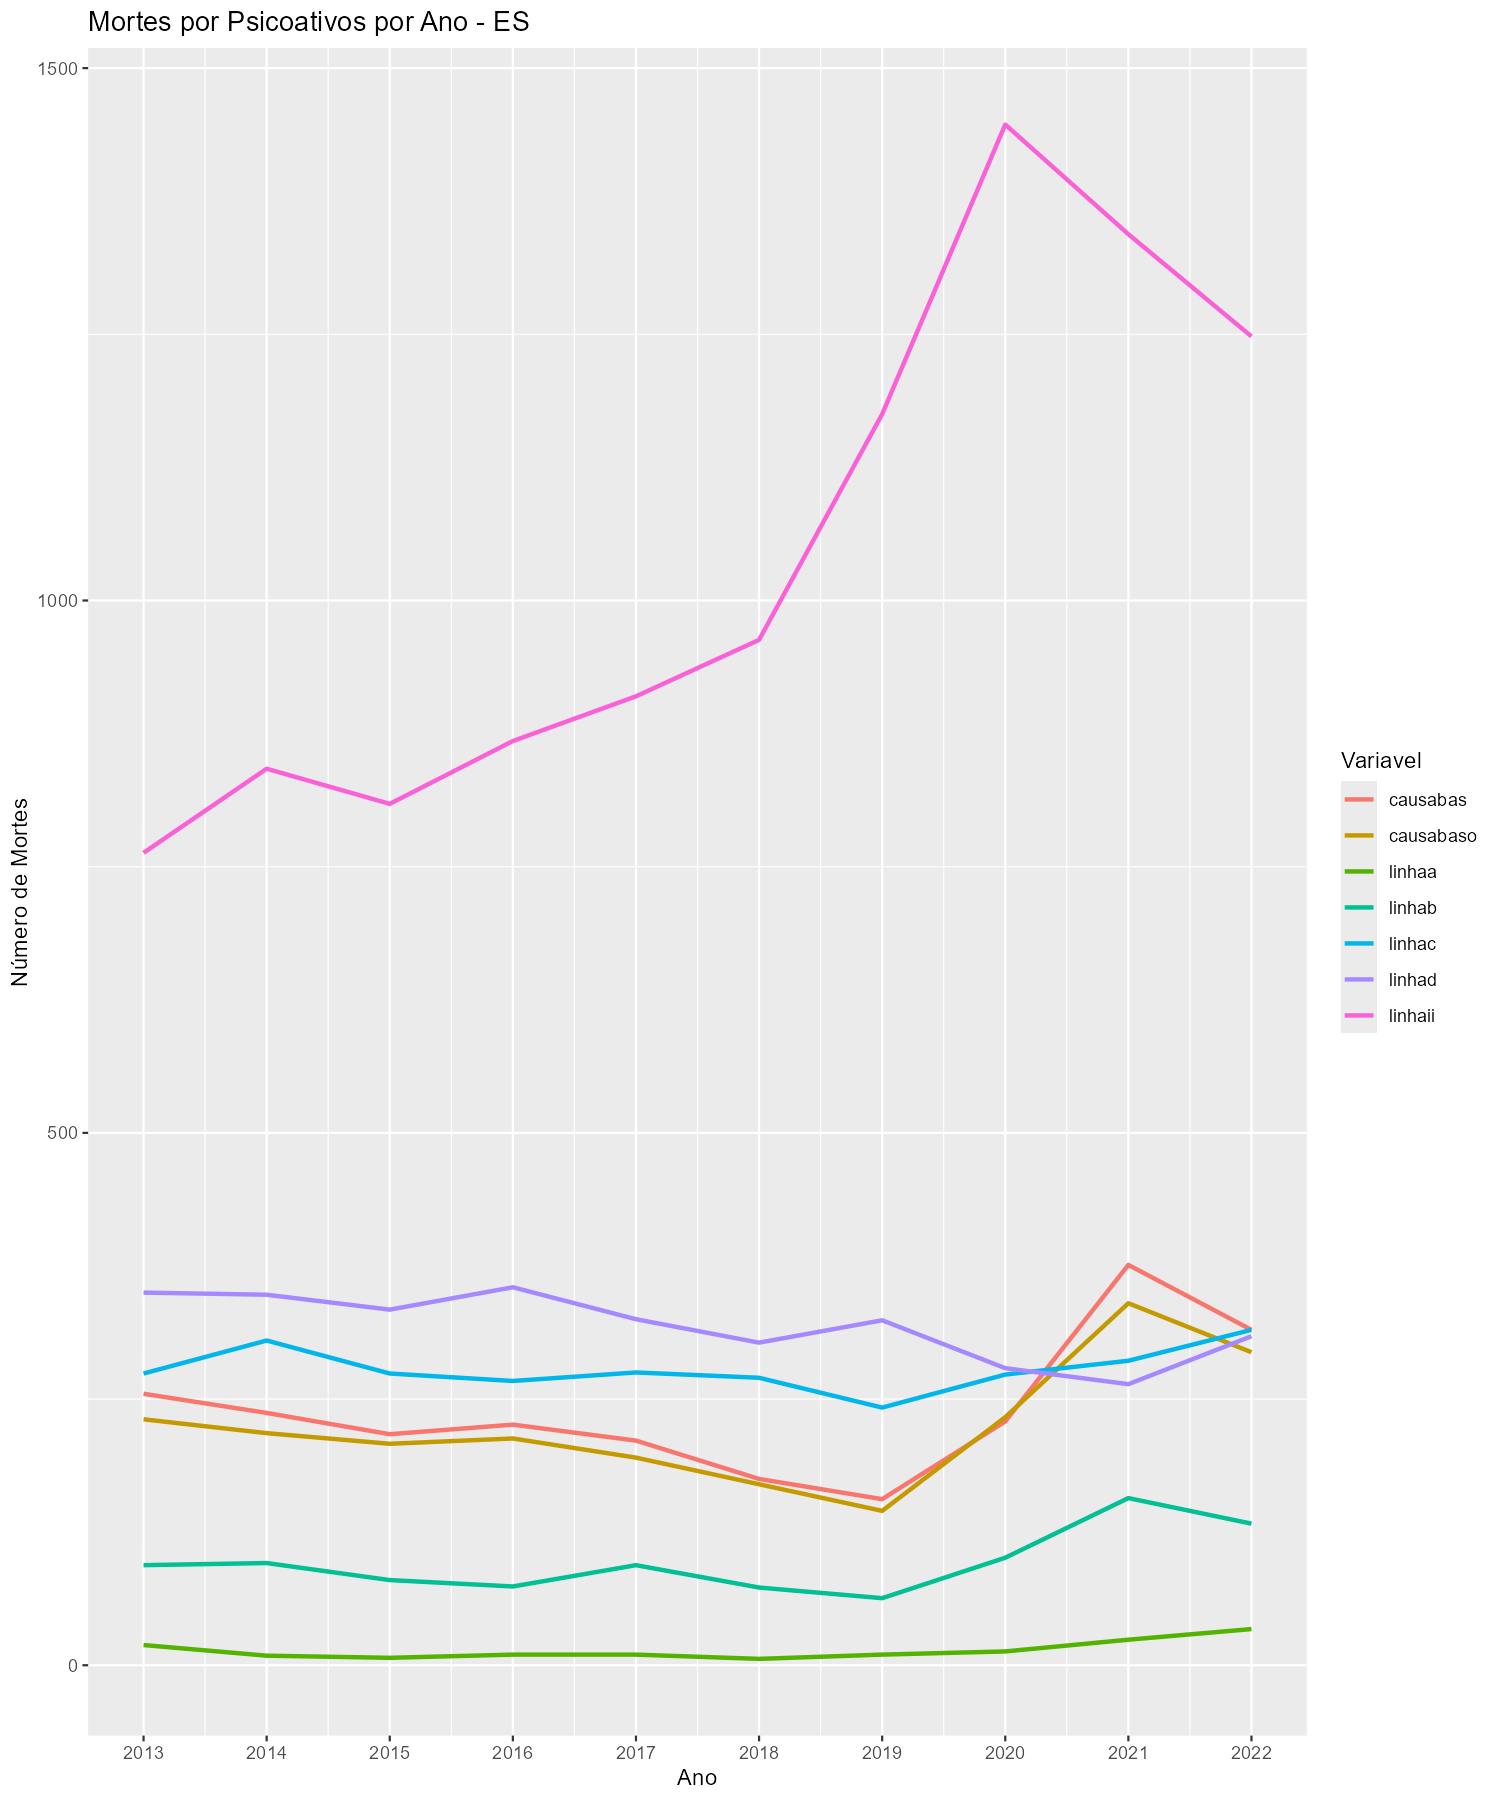 Mortes por Psicoativos por Ano - ES
1500
1000
500
0
Número de Mortes
2013 2014 2015 2016 2017 2018 2019 2020 2021 2022
Ano
Variavel
causabas
causabaso
linhaa
linhab
linhac
linhad
linhaii